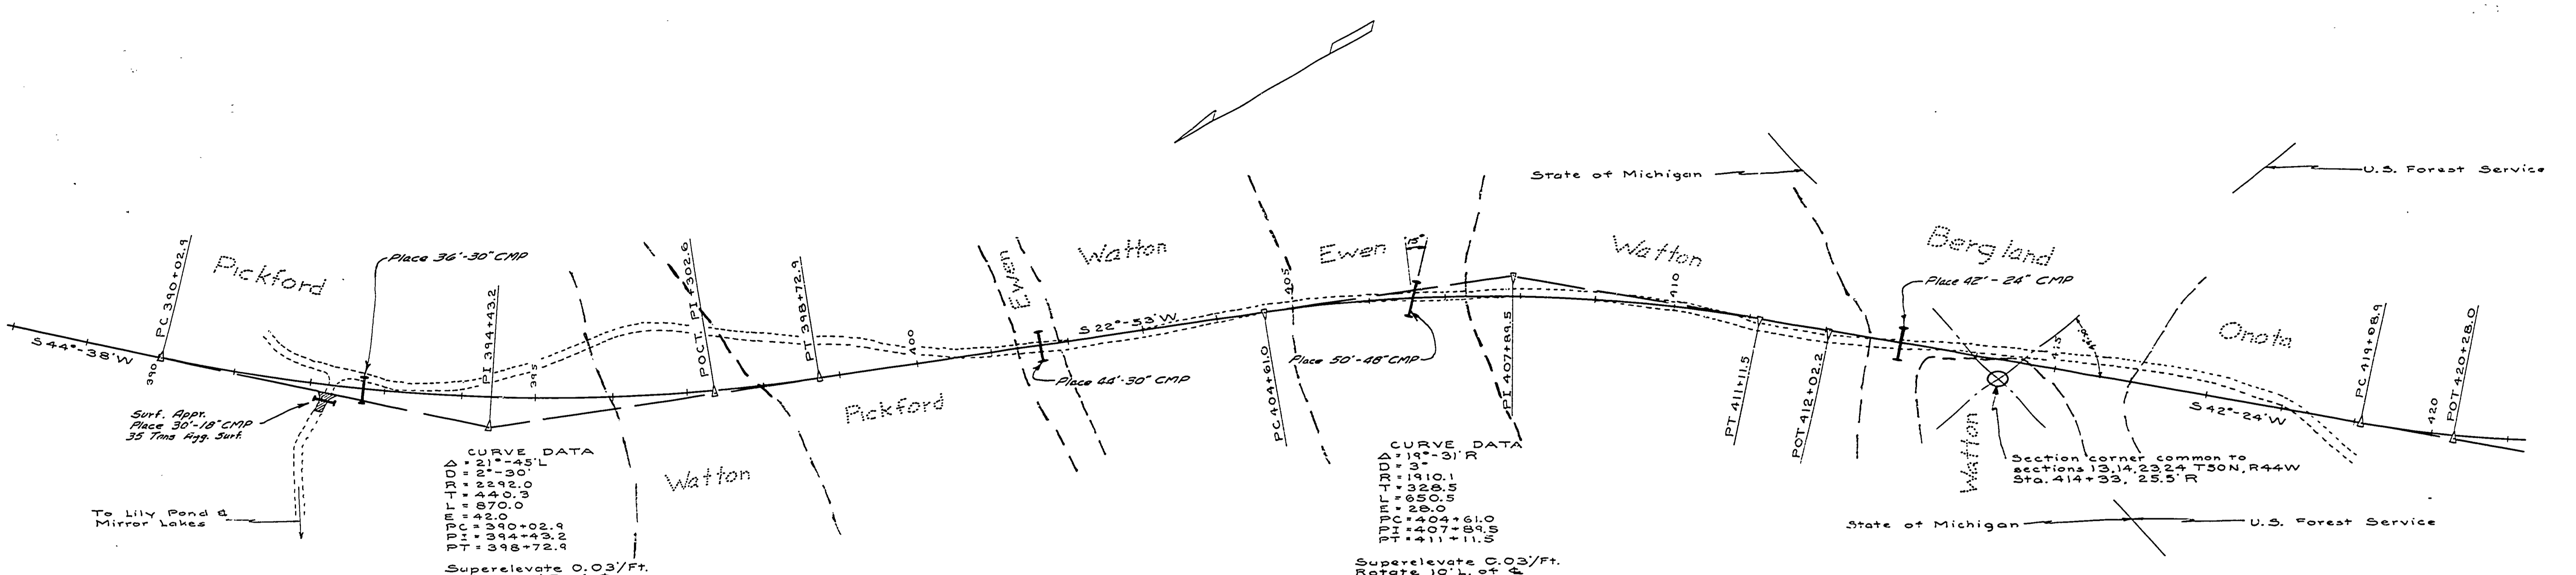 State of Michigan
U.S. Forest Service
S 44°-38'W
PC 390+02.9
390
Pickford
Place 36'-30" CMP
Surf. Appr.
Place 30'-18" CMP
35 Tons Agg. Surf.
To Lily Pond &
Mirror Lakes
PI 394+43.2
395
CURVE DATA
Δ = 21°-45'L
D = 2°-30'
R = 2292.0
T = 440.3
L = 870.0
E = 42.0
PC = 390+02.9
PI = 394+43.2
PT = 398+72.9
Superelevate 0.03'/Ft.
POCT. PI +302.6
Watton
PT 398+72.9
400
Pickford
Ewen
Place 44'-30" CMP
Watton
S 22°-53'W
PC 404+61.0
405
Ewen
15°
Place 50'-48" CMP
PI 407+89.5
CURVE DATA
Δ = 19°-31'R
D = 3°
R = 1910.1
T = 328.5
L = 650.5
E = 28.0
PC = 404+61.0
PI = 407+89.5
PT = 411+11.5
Superelevate 0.03'/Ft.
Rotate 10' L. of ℄
Watton
410
PT 411+11.5
POT 412+02.2
Bergland
Place 42'-24" CMP
415
Watton
Section corner common to
sections 13,14,23,24 T50N, R44W
Sta. 414+33, 25.5' R
Onota
S 42°-24'W
PC 419+08.9
420
POT 420+28.0
State of Michigan
U.S. Forest Service